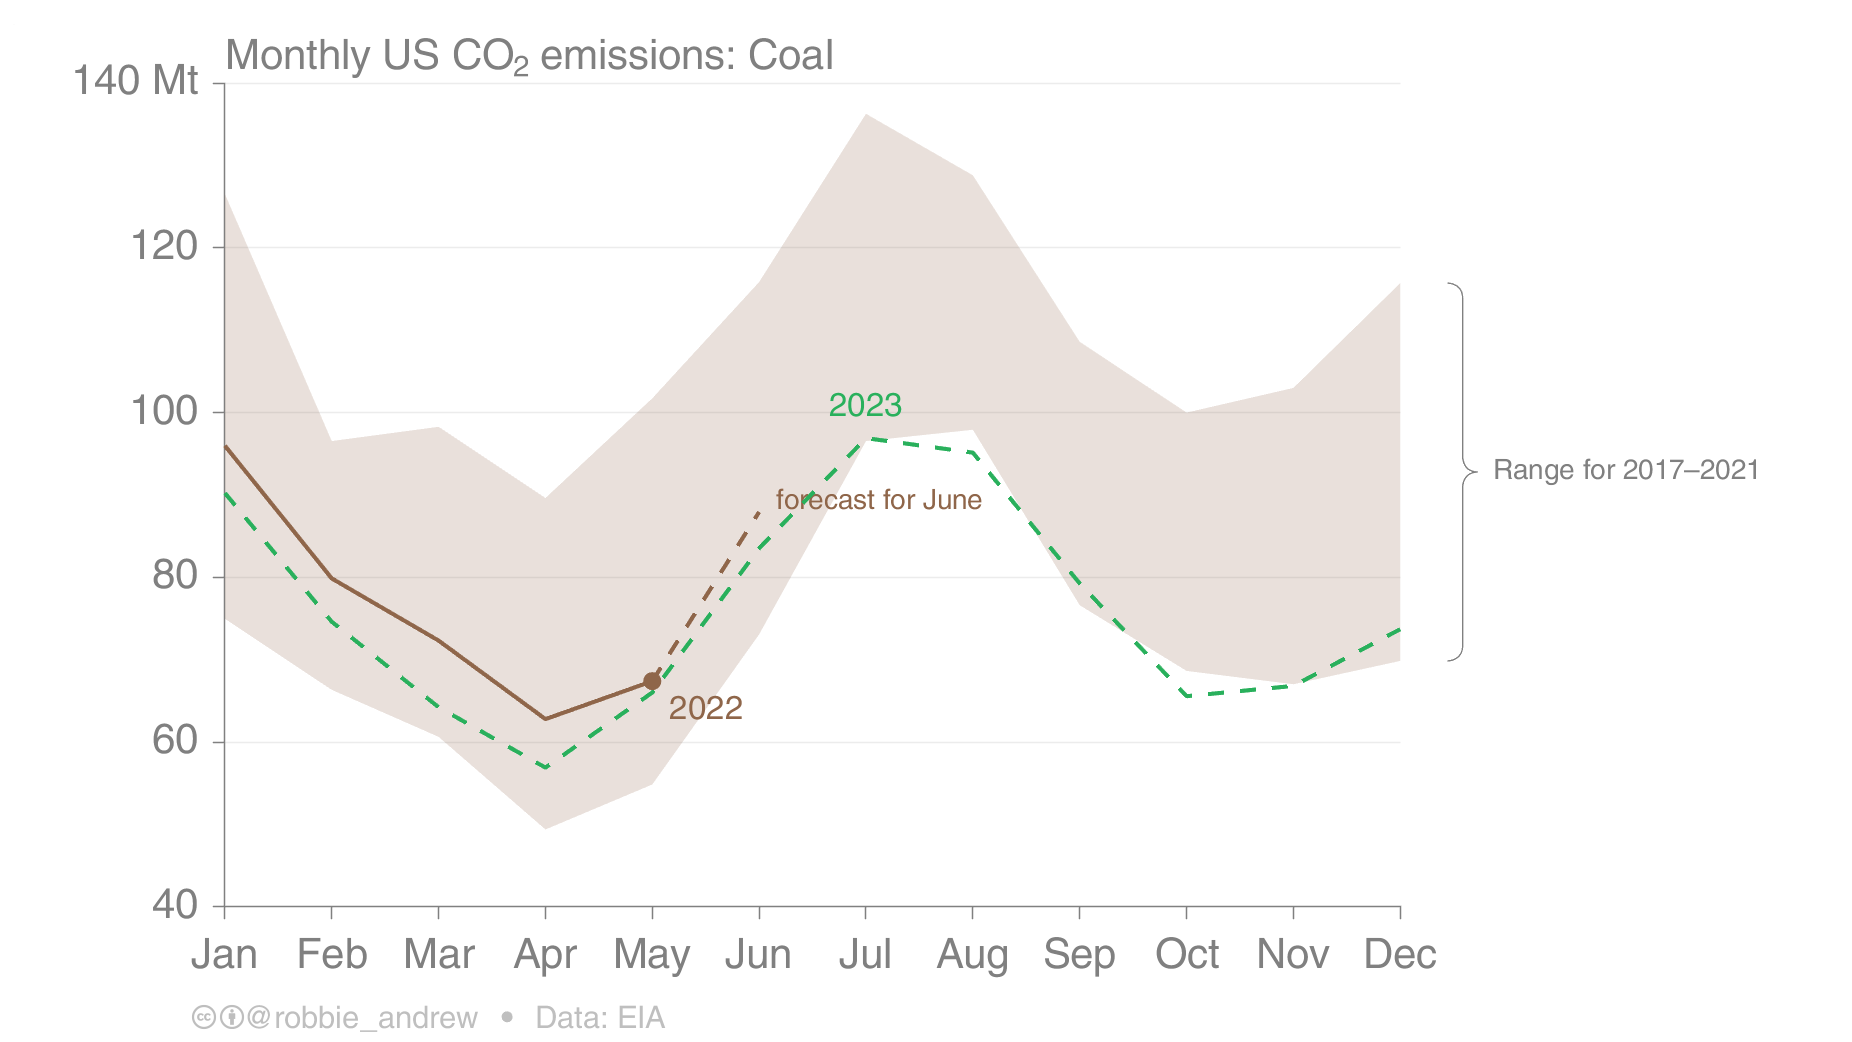 Monthly US CO₂ emissions: Coal
140 Mt
120
100
80
60
40
2023
forecast for June
2022
Range for 2017–2021
Jan Feb Mar Apr May Jun Jul Aug Sep Oct Nov Dec
@robbie_andrew • Data: EIA